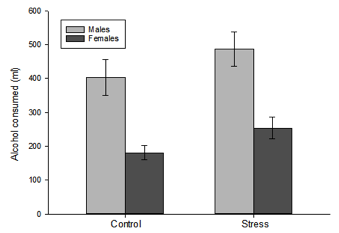 600
500
400
300
200
100
0
Alcohol consumed (ml)
Males
Females
Control
Stress